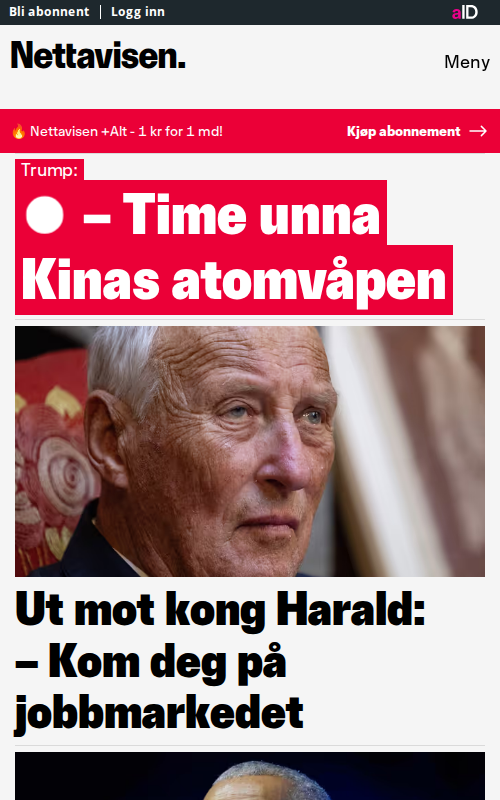 Bli abonnent | Logg inn
aID
Nettavisen.
Meny
Nettavisen +Alt - 1 kr for 1 md!
Kjøp abonnement →
Trump:
– Time unna
Kinas atomvåpen
Ut mot kong Harald:
– Kom deg på
jobbmarkedet